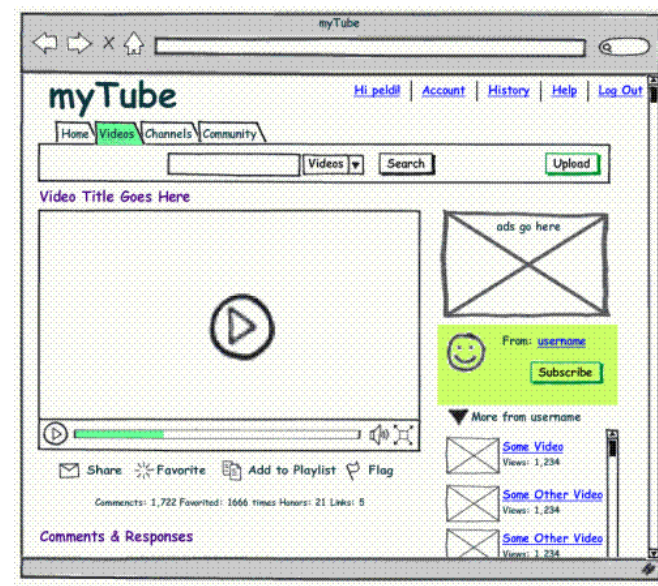 myTube
myTube
Hi peldi! Account History Help Log Out
Home Videos Channels Community
Videos Search Upload
Video Title Goes Here
ads go here
From: username
Subscribe
More from username
Some Video
Views: 1,234
Some Other Video
Views: 1,234
Some Other Video
Views: 1 234
Share Favorite Add to Playlist Flag
Commencts: 1,722 Favorited: 1666 times Honors: 21 Links: 5
Comments & Responses